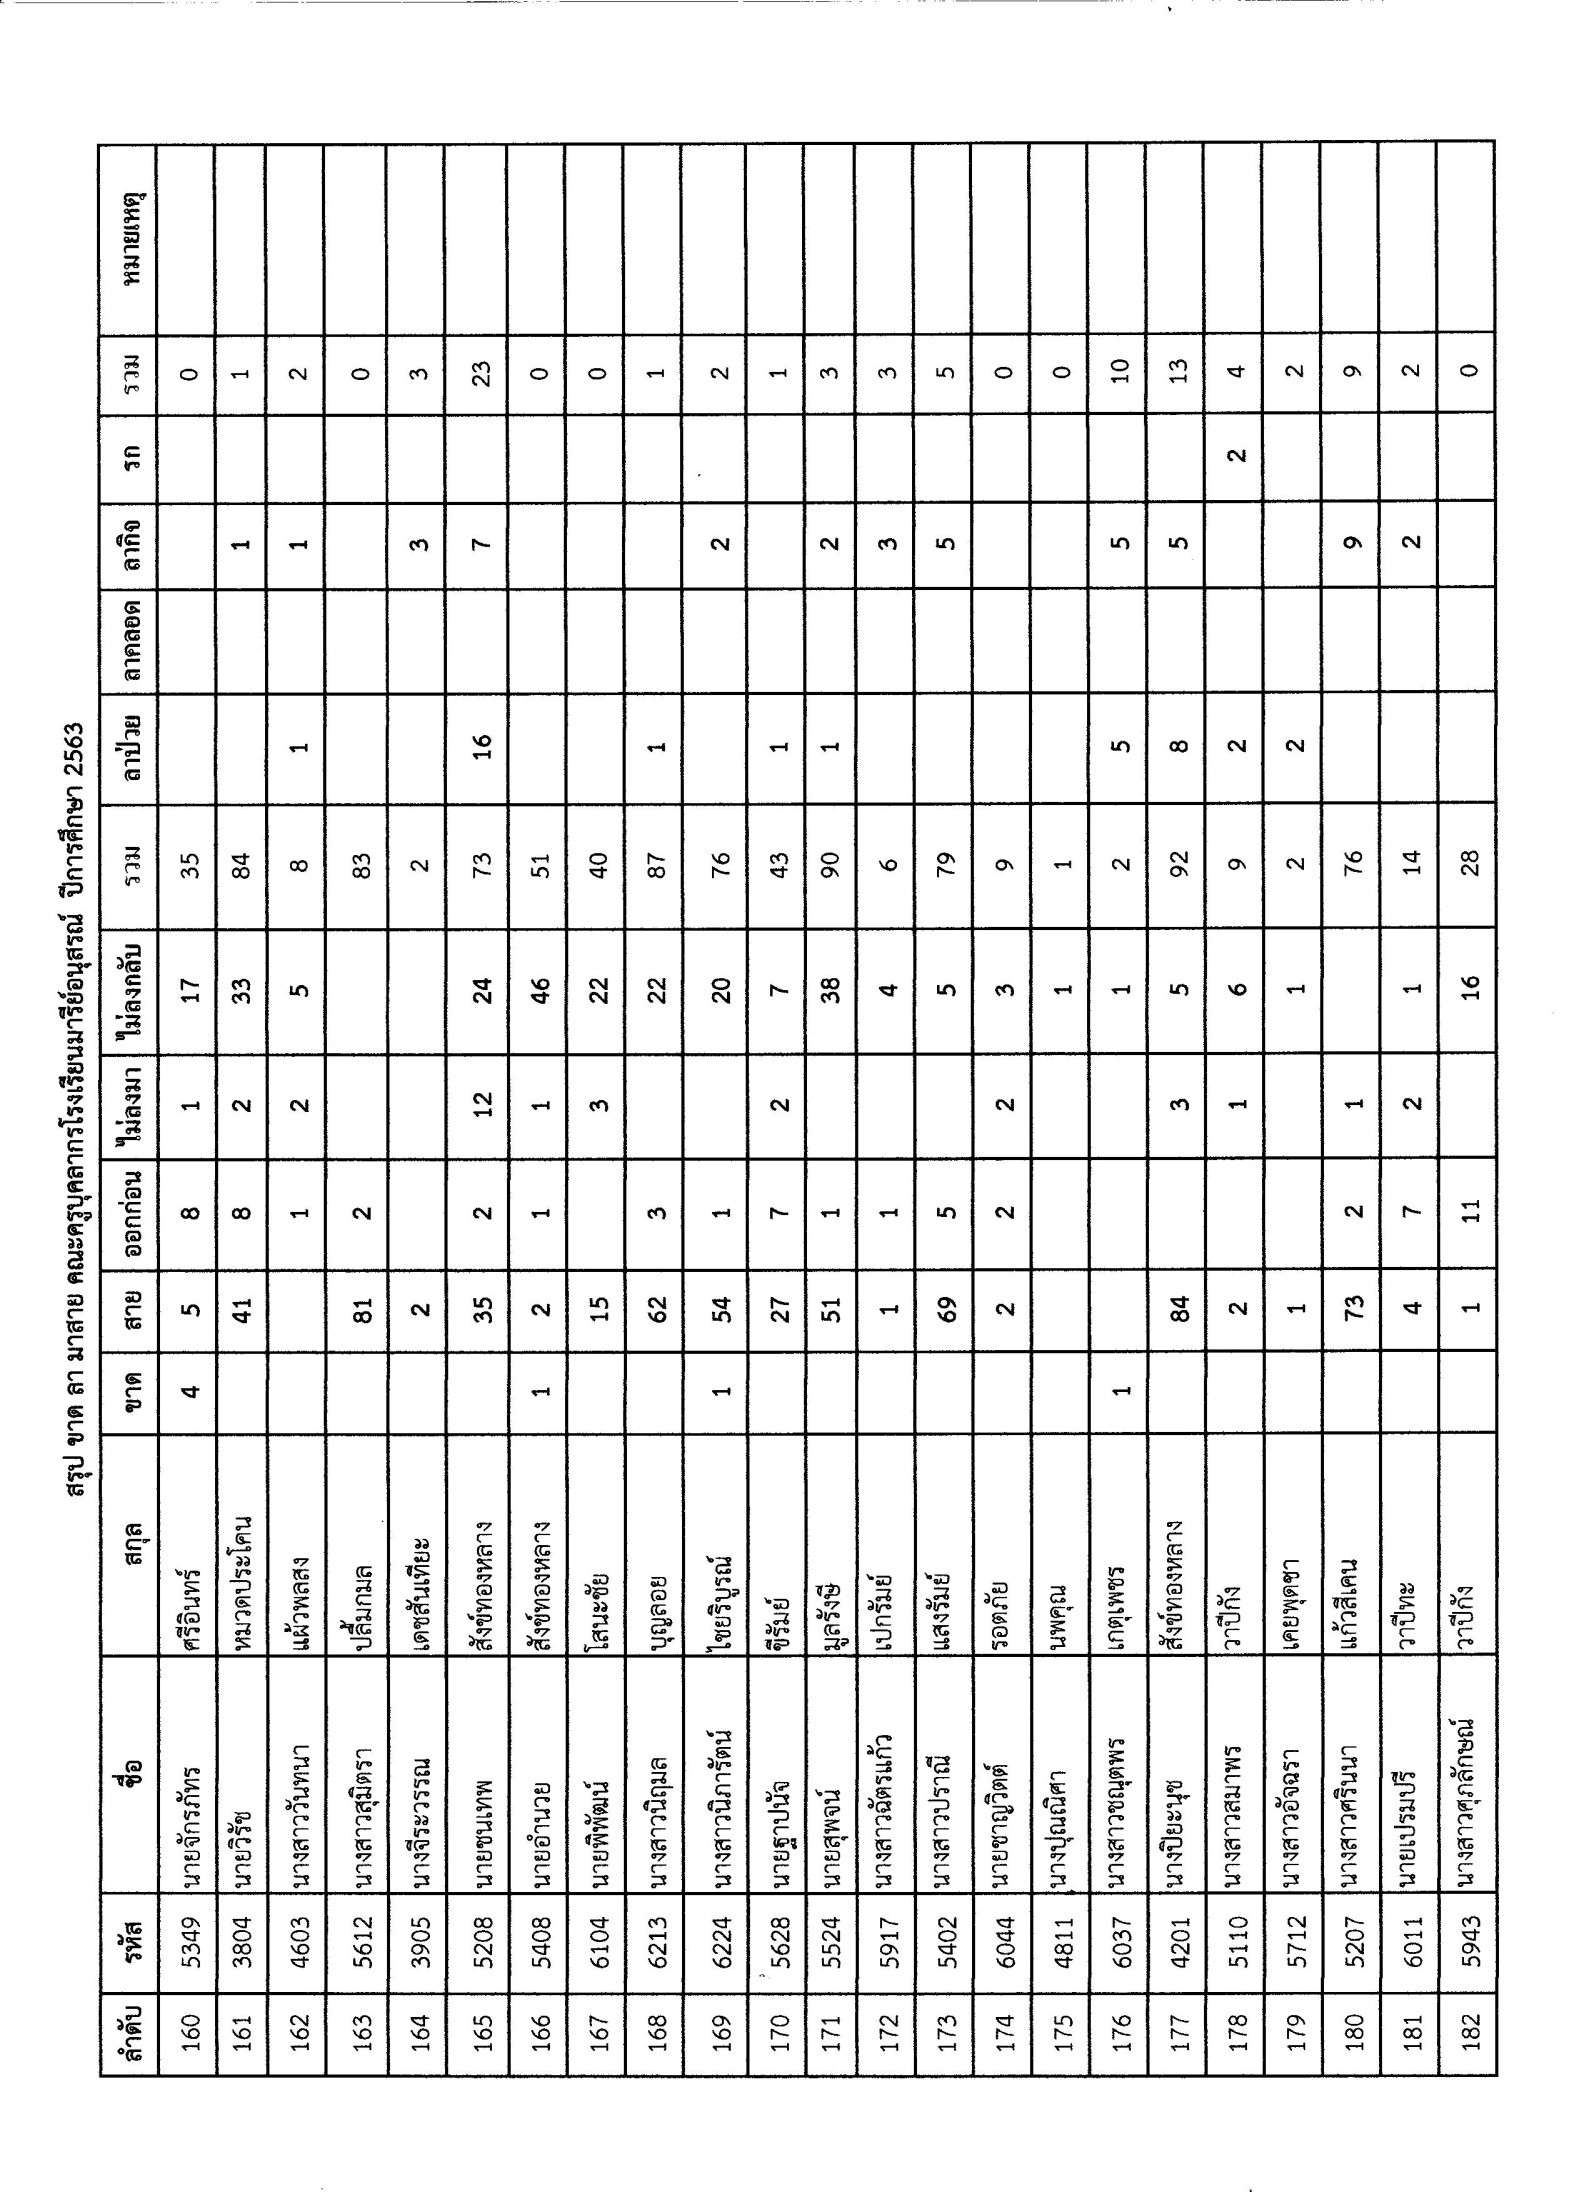 สรุป ขาด ลา มาสาย คณะครูบุคลากรโรงเรียนมารีย์อนุสรณ์ ปีการศึกษา 2563
ลำดับ รหัส ชื่อ สกุล ขาด สาย ออกก่อน ไม่ลงมา ไม่ลงกลับ รวม ลาป่วย ลาคลอด ลากิจ รก รวม หมายเหตุ
160 5349 นายจักรภัทร ศรีอินทร์ 4 5 8 1 17 35 0
161 3804 นายวิรัช หมวดประโคน 41 8 2 33 84 1 1
162 4603 นางสาววันทนา แผ้วพลสง 1 2 5 8 1 1 2
163 5612 นางสาวสุมิตรา ปลื้มกมล 81 2 83 0
164 3905 นางจีระวรรณ เดชสันเทียะ 2 2 3 3
165 5208 นายชนเทพ สังข์ทองหลาง 35 2 12 24 73 16 7 23
166 5408 นายอำนวย สังข์ทองหลาง 1 2 1 1 46 51 0
167 6104 นายพิพัฒน์ โสนะชัย 15 3 22 40 0
168 6213 นางสาวนิฤมล บุญลอย 62 3 22 87 1 1
169 6224 นางสาวนิภารัตน์ ไชยริบูรณ์ 1 54 1 20 76 2 2
170 5628 นายฐาปนัจ ขีรัมย์ 27 7 2 7 43 1 1
171 5524 นายสุพจน์ มูลรังษี 51 1 38 90 1 2 3
172 5917 นางสาวฉัตรแก้ว เปกรัมย์ 1 1 4 6 3 3
173 5402 นางสาวปราณี แสงรัมย์ 69 5 5 79 5 5
174 6044 นายชาญวิตต์ รอตภัย 2 2 2 3 9 0
175 4811 นางปุณณิศา นพคุณ 1 1 0
176 6037 นางสาวชณุตพร เกตุเพชร 1 1 2 5 5 10
177 4201 นางปิยะนุช สังข์ทองหลาง 84 3 5 92 8 5 13
178 5110 นางสาวสมาพร วาปีกัง 2 1 6 9 2 2 4
179 5712 นางสาวอัจฉรา เคยพุดชา 1 1 2 2 2
180 5207 นางสาวศรินนา แก้วสีเคน 73 2 1 76 9 9
181 6011 นายเปรมปรี วาปีทะ 4 7 2 1 14 2 2
182 5943 นางสาวศุภลักษณ์ วาปีกัง 1 11 16 28 0